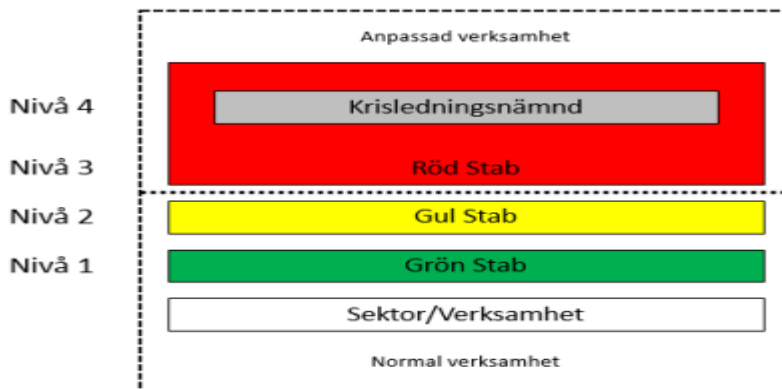 Anpassad verksamhet
Nivå 4 Krisledningsnämnd
Nivå 3 Röd Stab
Nivå 2 Gul Stab
Nivå 1 Grön Stab
Sektor/Verksamhet
Normal verksamhet